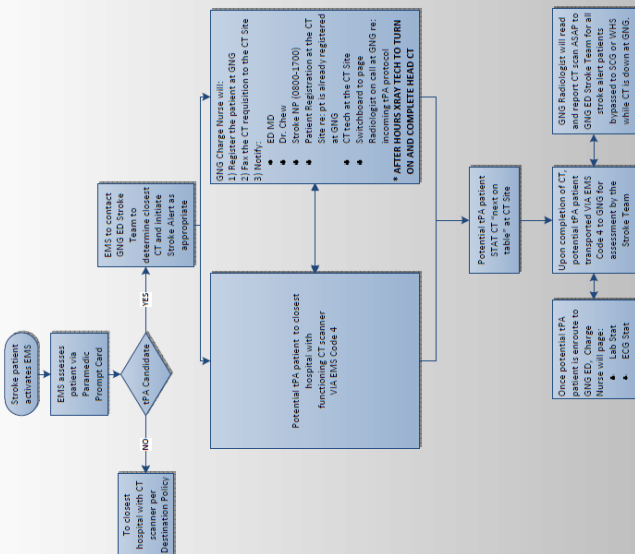 Stroke patient
activates EMS
EMS assesses
patient via
Paramedic
Prompt Card
tPA Candidate
NO
YES
To closest
hospital with CT
scanner per
Destination Policy
EMS to contact
GNG ED Stroke
Team to
determine closest
CT and initiate
Stroke Alert as
appropriate
Potential tPA patient to closest
hospital with
functioning CT scanner
VIA EMS Code 4
GNG Charge Nurse will:
1) Register the patient at GNG
2) Fax the CT requisition to the CT Site
3) Notify:
ED MD
Dr. Chew
Stroke NP (0800-1700)
Patient Registration at the CT
Site re: pt is already registered
at GNG
CT tech at the CT Site
Switchboard to page
Radiologist on call at GNG re:
incoming tPA protocol
* AFTER HOURS XRAY TECH TO TURN
ON AND COMPLETE HEAD CT
Potential tPA patient
STAT CT "next on
table" at CT Site
Once potential tPA
patient is enroute to
GNG ED, Charge
Nurse will page:
Lab Stat
ECG Stat
Upon completion of CT,
potential tPA patient
transported VIA EMS
Code 4 to GNG for
assessment by the
Stroke Team
GNG Radiologist will read
and report CT scan ASAP to
GNG ED Stroke Team for all
stroke alert patients
bypassed to SCG or WHS
while CT is down at GNG.